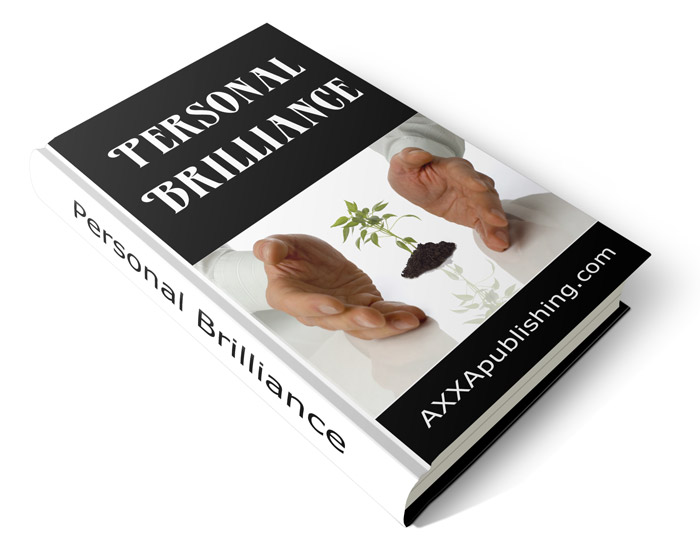 PERSONAL
BRILLIANCE
AXXApublishing.com
Personal Brilliance